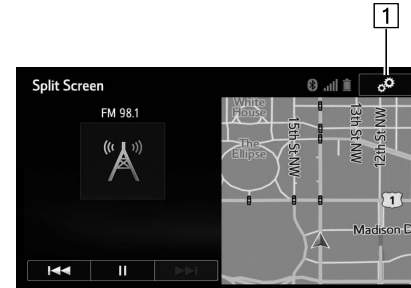 1
Split Screen
FM 98.1
White
House
The
Ellipse
15th St NW
13th St NW
12th St NW
1
Madison D